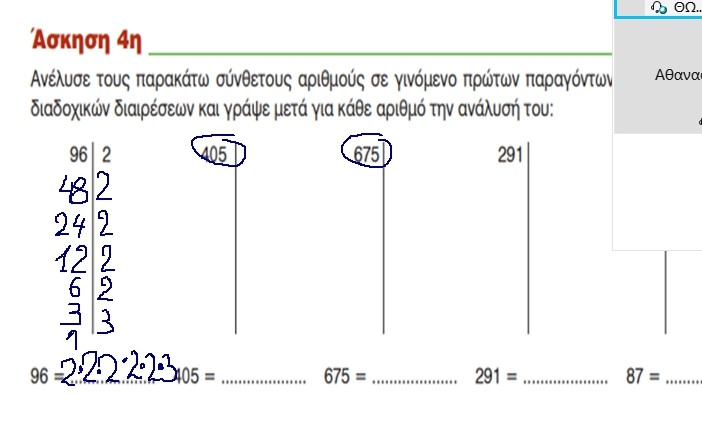 ΘΩ...
Άσκηση 4η
Αθανα
Ανέλυσε τους παρακάτω σύνθετους αριθμούς σε γινόμενο πρώτων παραγόντων
διαδοχικών διαιρέσεων και γράψε μετά για κάθε αριθμό την ανάλυσή του:
96 2 405 675 291
48 2
24 2
12 2
6 2
3 3
1
96 = 2·2·2·2·2·3 405 = .................... 675 = .................... 291 = .................... 87 = ........